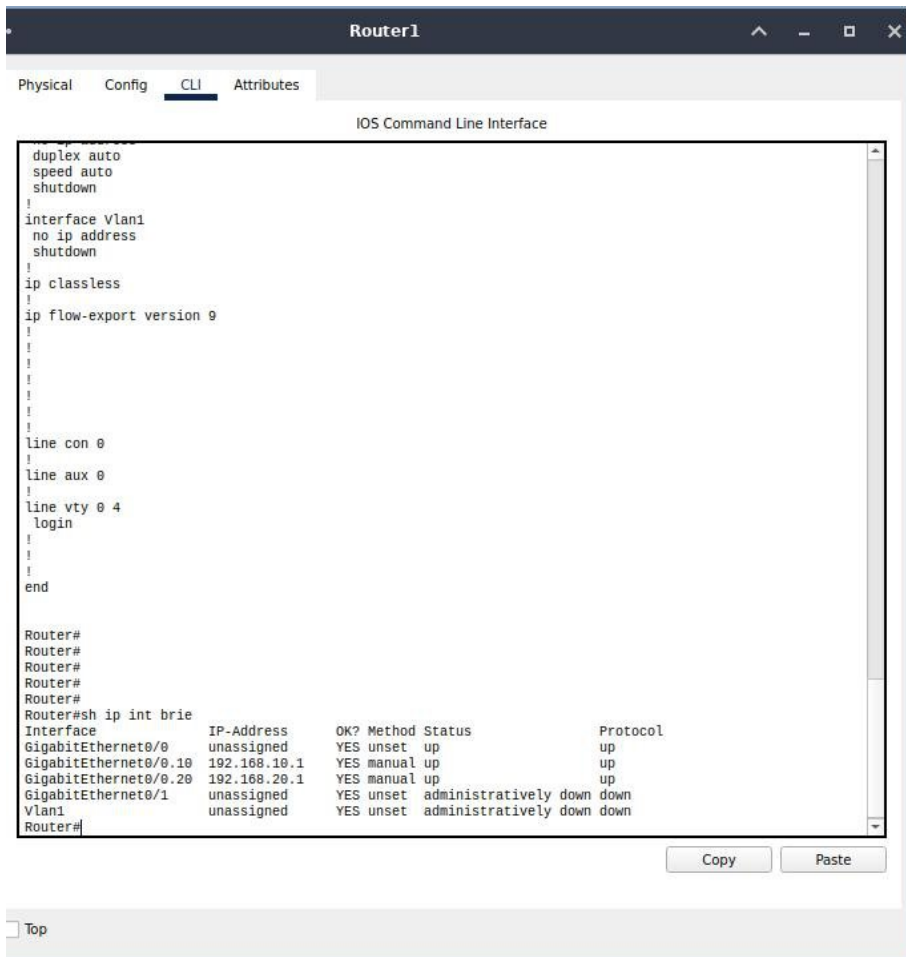 Router1
Physical Config CLI Attributes
IOS Command Line Interface
duplex auto
speed auto
shutdown
!
interface Vlan1
no ip address
shutdown
!
ip classless
!
ip flow-export version 9
!
!
!
!
!
!
!
line con 0
!
line aux 0
!
line vty 0 4
login
!
!
!
end
Router#
Router#
Router#
Router#
Router#
Router#sh ip int brie
Interface IP-Address OK? Method Status Protocol
GigabitEthernet0/0 unassigned YES unset up up
GigabitEthernet0/0.10 192.168.10.1 YES manual up up
GigabitEthernet0/0.20 192.168.20.1 YES manual up up
GigabitEthernet0/1 unassigned YES unset administratively down down
Vlan1 unassigned YES unset administratively down down
Router#
Copy Paste
Top